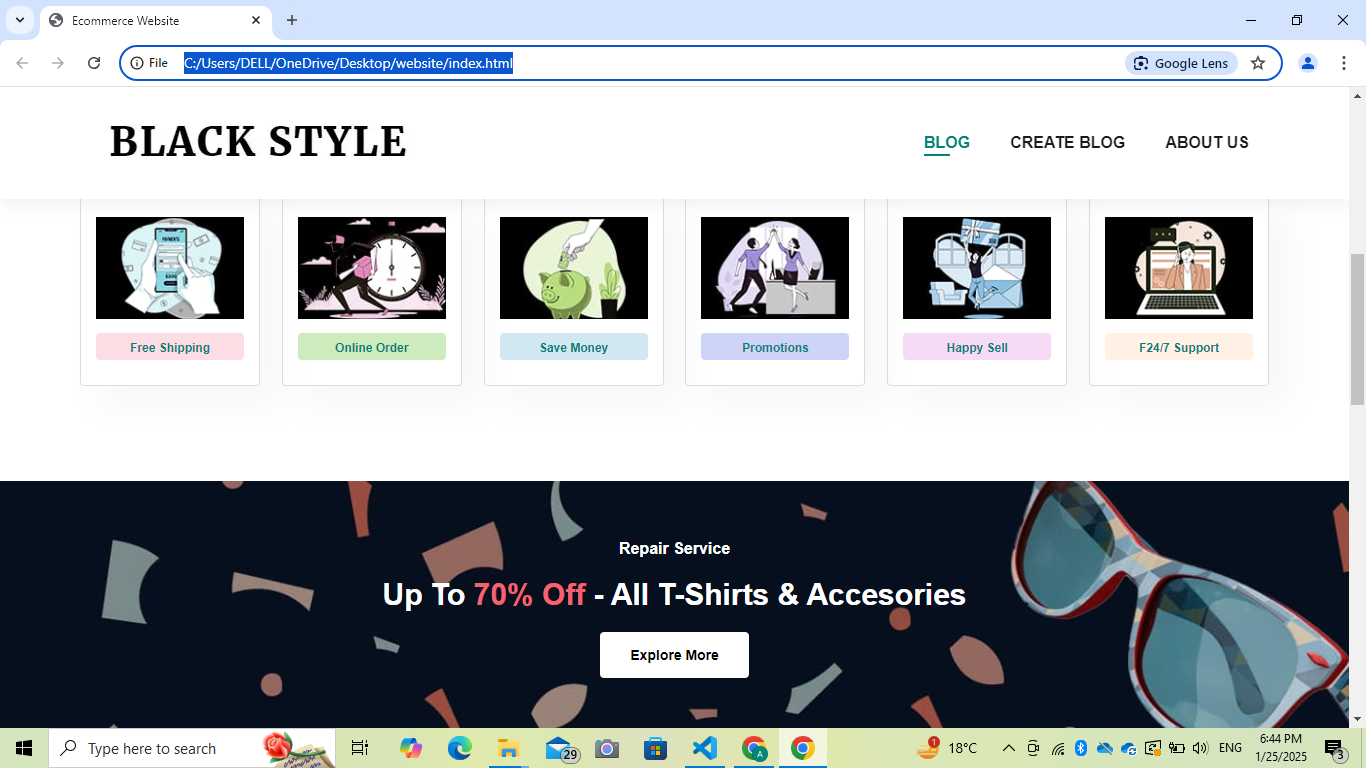 Ecommerce Website
File
C:/Users/DELL/OneDrive/Desktop/website/index.html
Google Lens
BLACK STYLE
BLOG
CREATE BLOG
ABOUT US
Free Shipping
Online Order
Save Money
Promotions
Happy Sell
F24/7 Support
Repair Service
Up To 70% Off - All T-Shirts & Accesories
Explore More
Type here to search
29
A
1
18°C
ENG
6:44 PM
1/25/2025
3